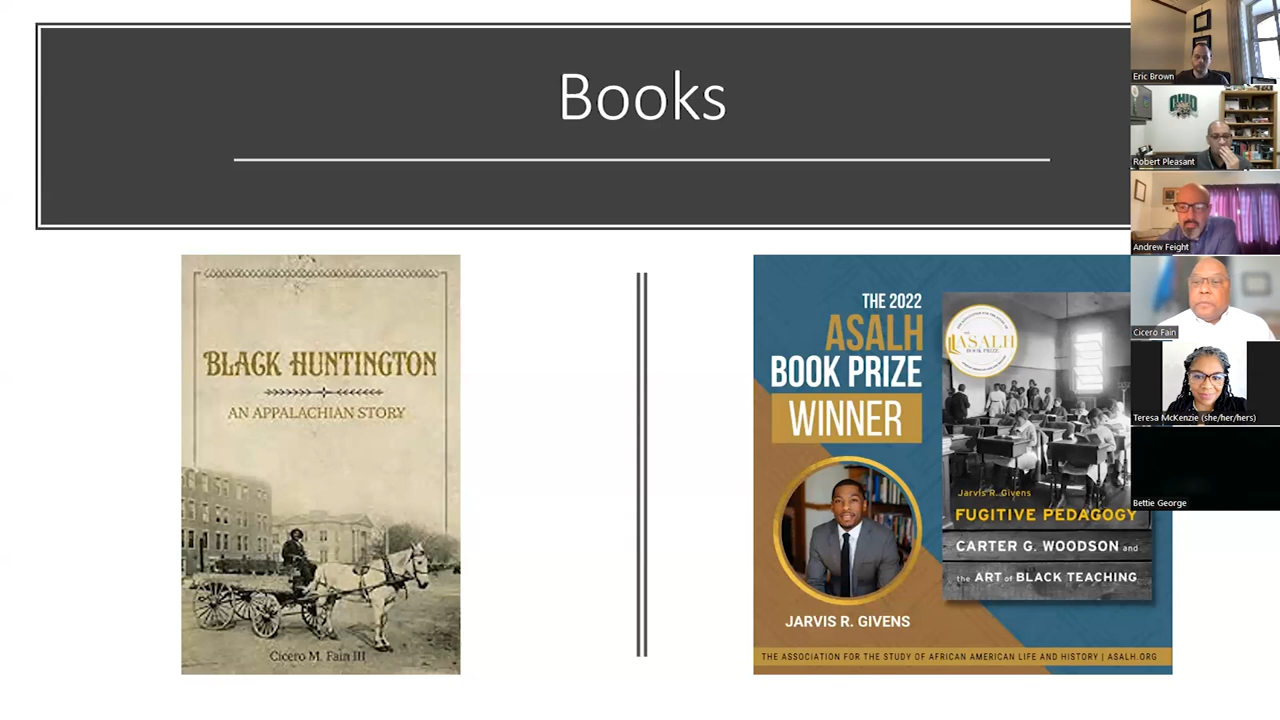 Books
BLACK HUNTINGTON
AN APPALACHIAN STORY
Cicero M. Fain III
THE 2022
ASALH
BOOK PRIZE
WINNER
JARVIS R. GIVENS
ASALH
BOOK PRIZE
Jarvis R. Givens
FUGITIVE PEDAGOGY
CARTER G. WOODSON and
the ART of BLACK TEACHING
THE ASSOCIATION FOR THE STUDY OF AFRICAN AMERICAN LIFE AND HISTORY | ASALH.ORG
Eric Brown
OHIO
Robert Pleasant
Andrew Feight
Cicero Fain
Teresa McKenzie (she/her/hers)
Bettie George